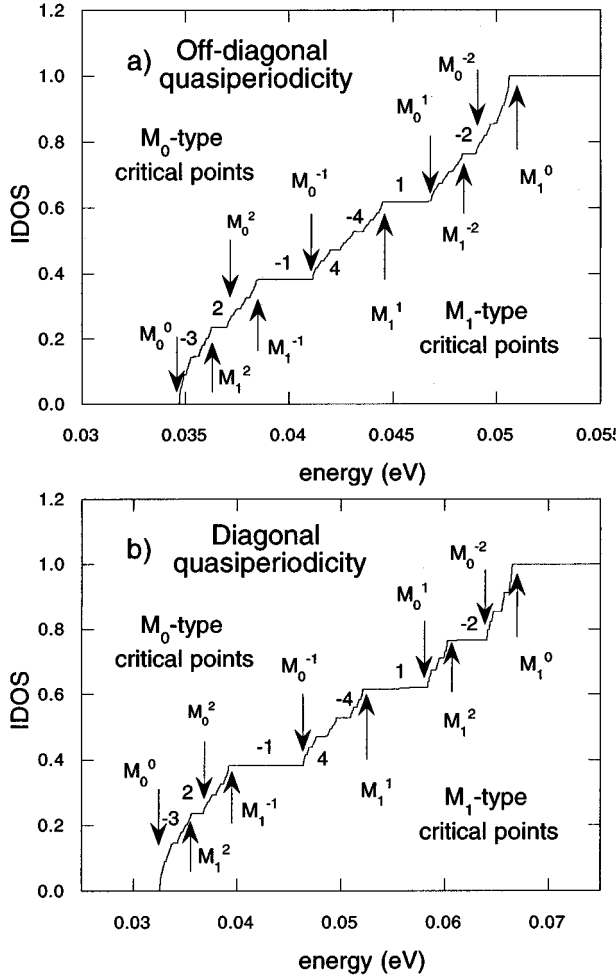 a)
Off-diagonal
quasiperiodicity
M₀-type
critical points
M₁-type
critical points
IDOS
1.2
1.0
0.8
0.6
0.4
0.2
0.0
M₀⁰
-3
M₁²
2
M₀²
-1
M₁⁻¹
M₀⁻¹
4
-4
M₁¹
1
M₀¹
-2
M₁⁻²
M₀⁻²
M₁⁰
0.03
0.035
0.04
0.045
0.05
0.055
energy (eV)
b)
Diagonal
quasiperiodicity
M₀-type
critical points
M₁-type
critical points
IDOS
1.2
1.0
0.8
0.6
0.4
0.2
0.0
M₀⁰
-3
M₁²
2
M₀²
-1
M₁⁻¹
M₀⁻¹
4
-4
M₁¹
1
M₀¹
-2
M₁²
M₀⁻²
M₁⁰
0.03
0.04
0.05
0.06
0.07
energy (eV)